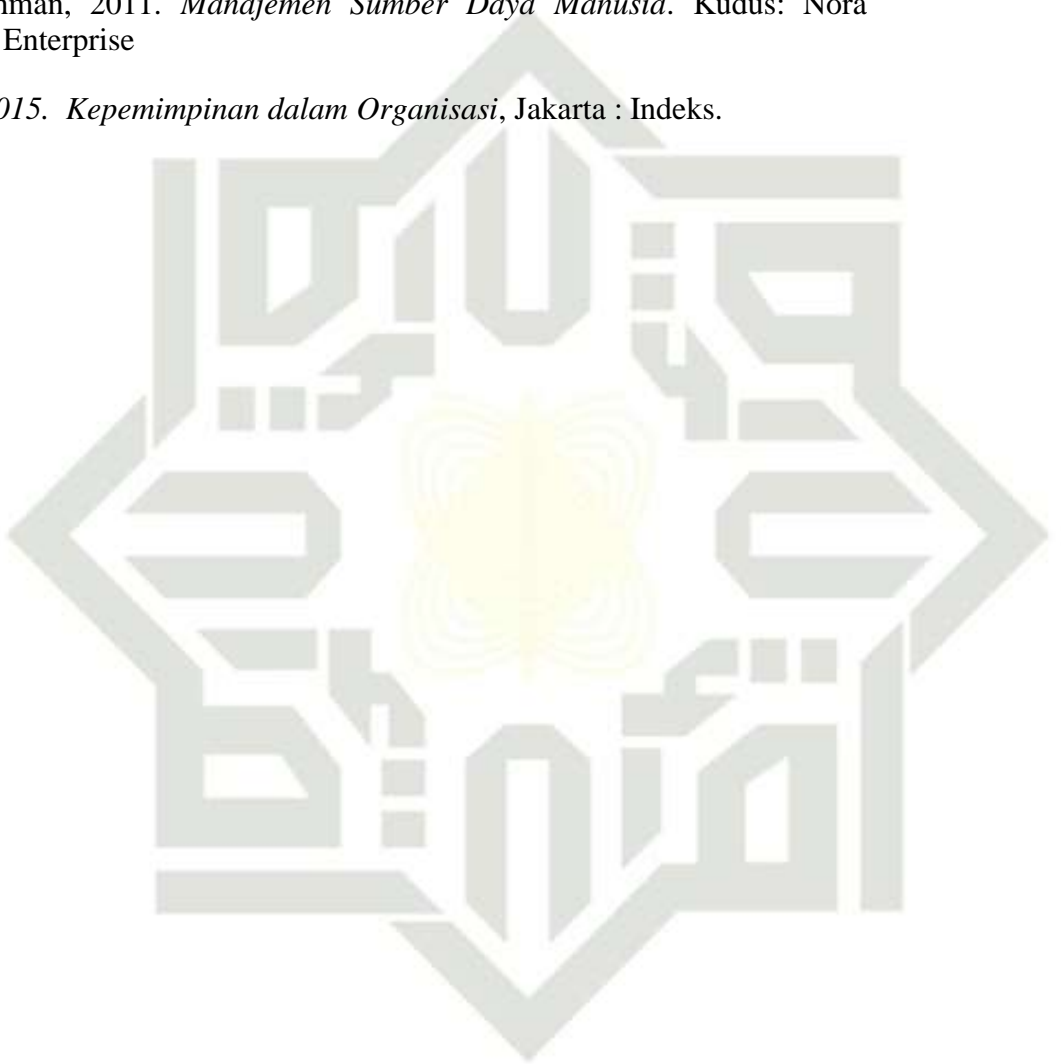 hman, 2011. Manajemen Sumber Daya Manusia. Kudus: Nora
Enterprise
015. Kepemimpinan dalam Organisasi, Jakarta : Indeks.